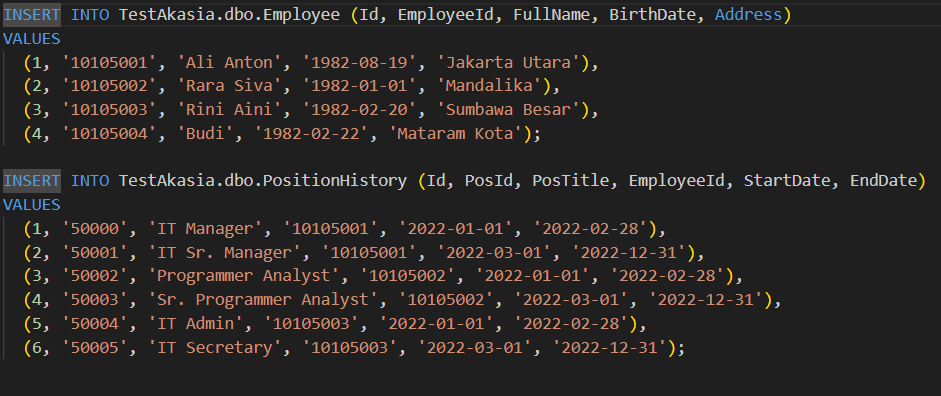 INSERT INTO TestAkasia.dbo.Employee (Id, EmployeeId, FullName, BirthDate, Address)
VALUES
(1, '10105001', 'Ali Anton', '1982-08-19', 'Jakarta Utara'),
(2, '10105002', 'Rara Siva', '1982-01-01', 'Mandalika'),
(3, '10105003', 'Rini Aini', '1982-02-20', 'Sumbawa Besar'),
(4, '10105004', 'Budi', '1982-02-22', 'Mataram Kota');
INSERT INTO TestAkasia.dbo.PositionHistory (Id, PosId, PosTitle, EmployeeId, StartDate, EndDate)
VALUES
(1, '50000', 'IT Manager', '10105001', '2022-01-01', '2022-02-28'),
(2, '50001', 'IT Sr. Manager', '10105001', '2022-03-01', '2022-12-31'),
(3, '50002', 'Programmer Analyst', '10105002', '2022-01-01', '2022-02-28'),
(4, '50003', 'Sr. Programmer Analyst', '10105002', '2022-03-01', '2022-12-31'),
(5, '50004', 'IT Admin', '10105003', '2022-01-01', '2022-02-28'),
(6, '50005', 'IT Secretary', '10105003', '2022-03-01', '2022-12-31');